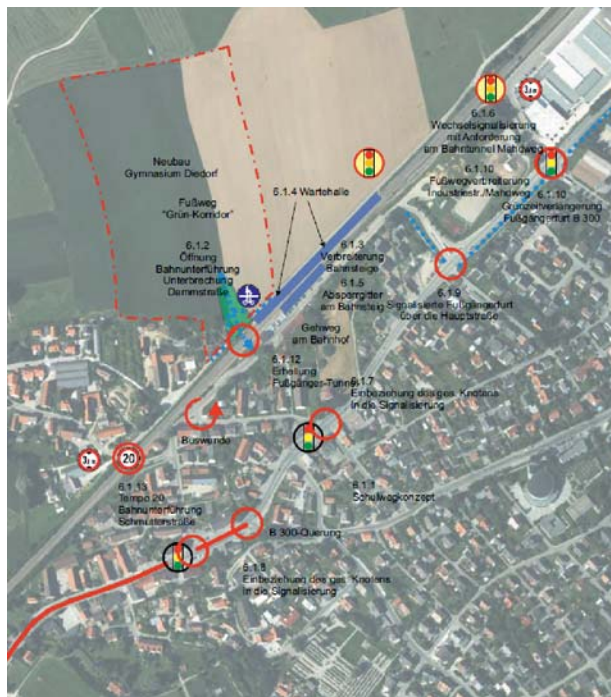 6.1.6
Wechselsignalisierung
mit Anforderung
am Bahntunnel Mahdweg
6.1.10
Fußwegverbreiterung
Industriestr./Mahdweg
6.1.10
Grünzeitverlängerung
Fußgängerfurt B 300
Neubau
Gymnasium Diedorf
Fußweg
"Grün-Korridor"
6.1.4 Wartehalle
6.1.2
Öffnung
Bahnunterführung
Unterbrechung
Dammstraße
6.1.3
Verbreiterung
Bahnsteige
6.1.5
Absperrgitter
am Bahnsteig
6.1.9
Signalisierte Fußgängerfurt
über die Hauptstraße
Gehweg
am Bahnhof
6.1.12
Erhellung
Fußgänger-Tunnel
6.1.7
Einbeziehung des ges. Knotens
in die Signalisierung
Buswende
20
6.1.13
Tempo 20
Bahnunterführung
Schmutterstraße
6.1.1
Schulwegkonzept
B 300-Querung
6.1.8
Einbeziehung des ges. Knotens
in die Signalisierung